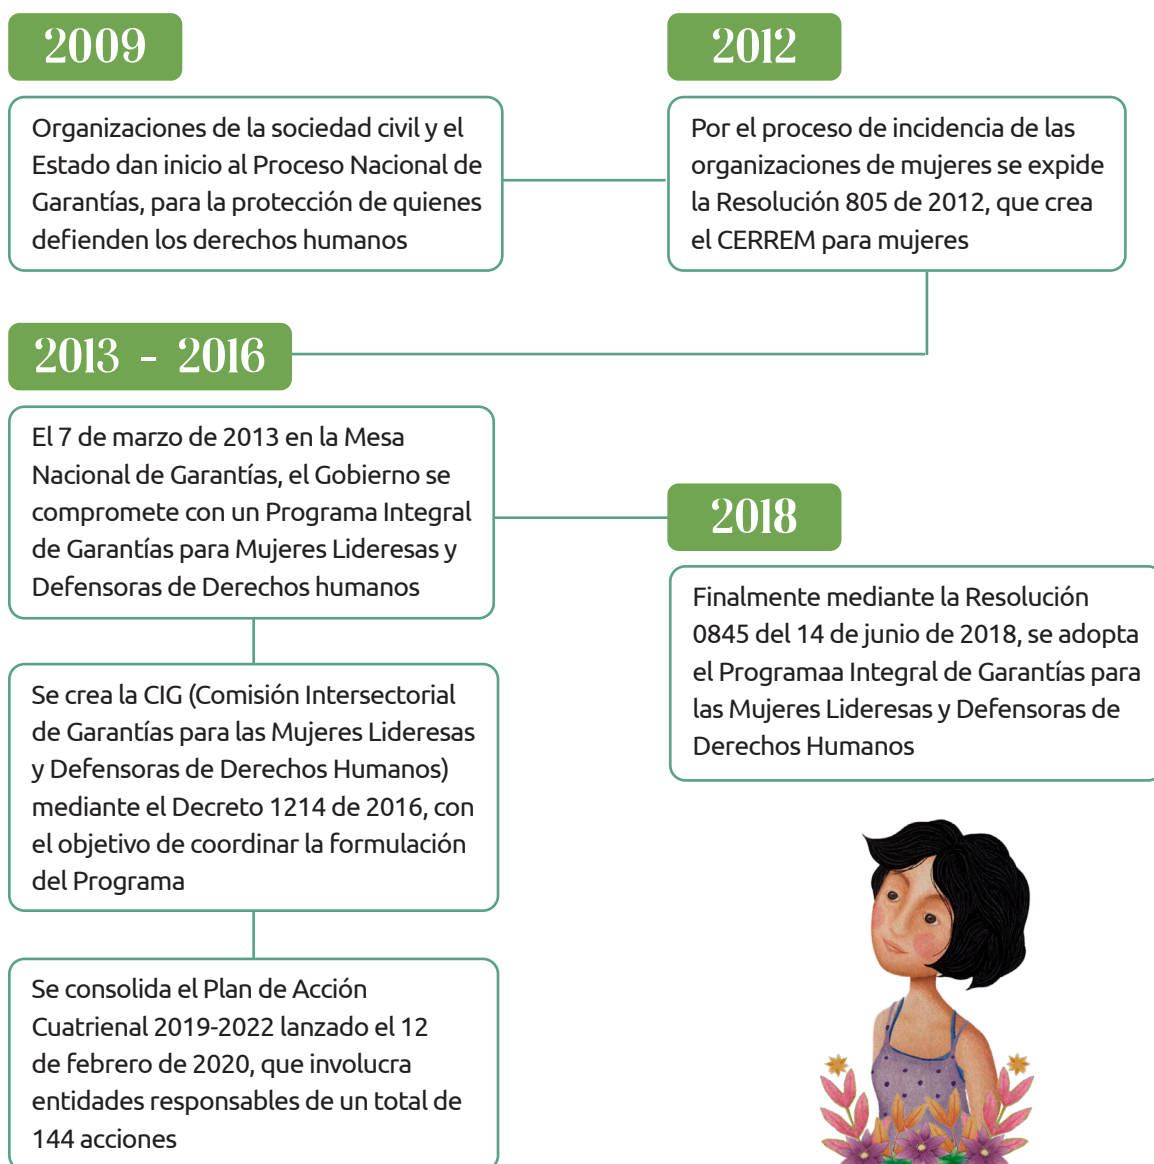 2009
Organizaciones de la sociedad civil y el
Estado dan inicio al Proceso Nacional de
Garantías, para la protección de quienes
defienden los derechos humanos
2012
Por el proceso de incidencia de las
organizaciones de mujeres se expide
la Resolución 805 de 2012, que crea
el CERREM para mujeres
2013 - 2016
El 7 de marzo de 2013 en la Mesa
Nacional de Garantías, el Gobierno se
compromete con un Programa Integral
de Garantías para Mujeres Lideresas y
Defensoras de Derechos humanos
Se crea la CIG (Comisión Intersectorial
de Garantías para las Mujeres Lideresas
y Defensoras de Derechos Humanos)
mediante el Decreto 1214 de 2016, con
el objetivo de coordinar la formulación
del Programa
Se consolida el Plan de Acción
Cuatrienal 2019-2022 lanzado el 12
de febrero de 2020, que involucra
entidades responsables de un total de
144 acciones
2018
Finalmente mediante la Resolución
0845 del 14 de junio de 2018, se adopta
el Programaa Integral de Garantías para
las Mujeres Lideresas y Defensoras de
Derechos Humanos